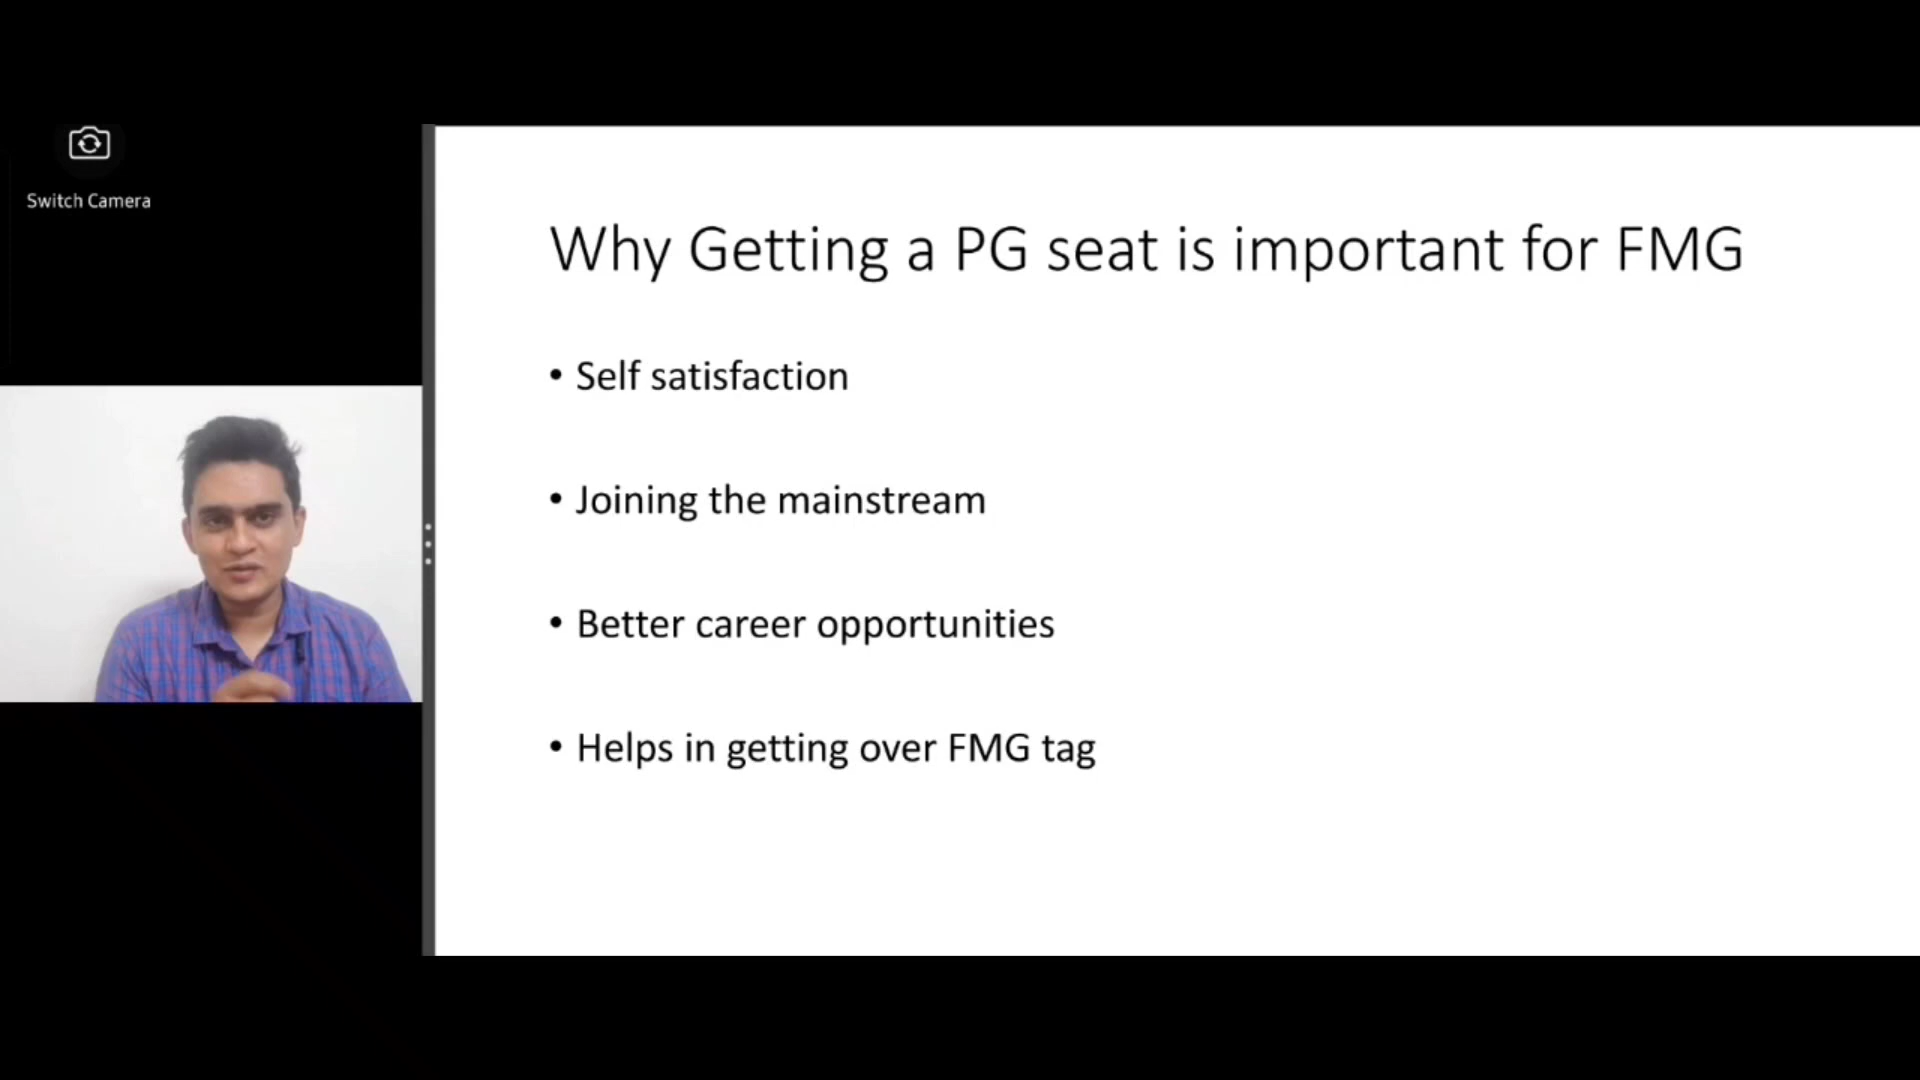 Switch Camera
Why Getting a PG seat is important for FMG
• Self satisfaction
• Joining the mainstream
• Better career opportunities
• Helps in getting over FMG tag